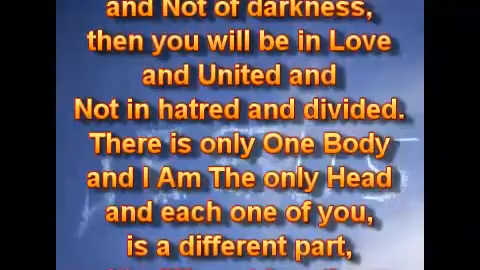 and Not of darkness,
then you will be in Love
and United and
Not in hatred and divided.
There is only One Body
and I Am The only Head
and each one of you,
is a different part,